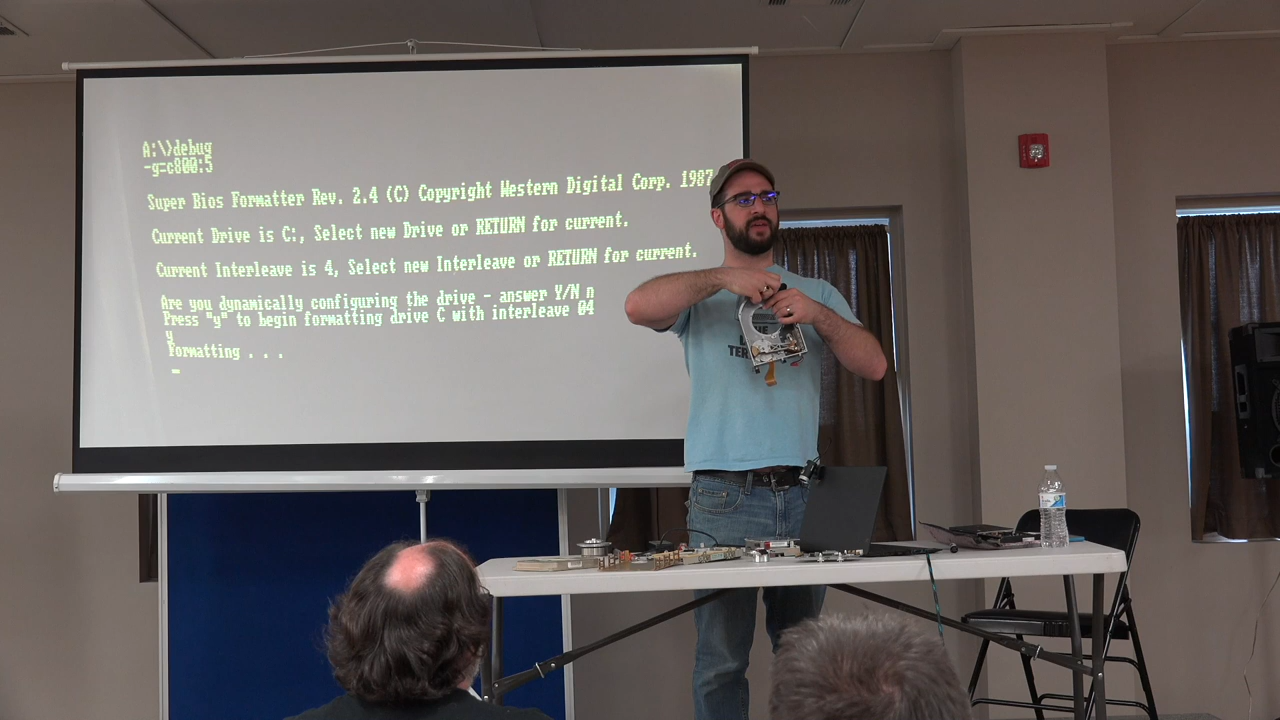 A:\>debug
-g=c800:5
Super Bios Formatter Rev. 2.4 (C) Copyright Western Digital Corp. 1987
Current Drive is C:, Select new Drive or RETURN for current.
Current Interleave is 4, Select new Interleave or RETURN for current.
Are you dynamically configuring the drive - answer Y/N n
Press "y" to begin formatting drive C with interleave 04
y
Formatting . . .
_